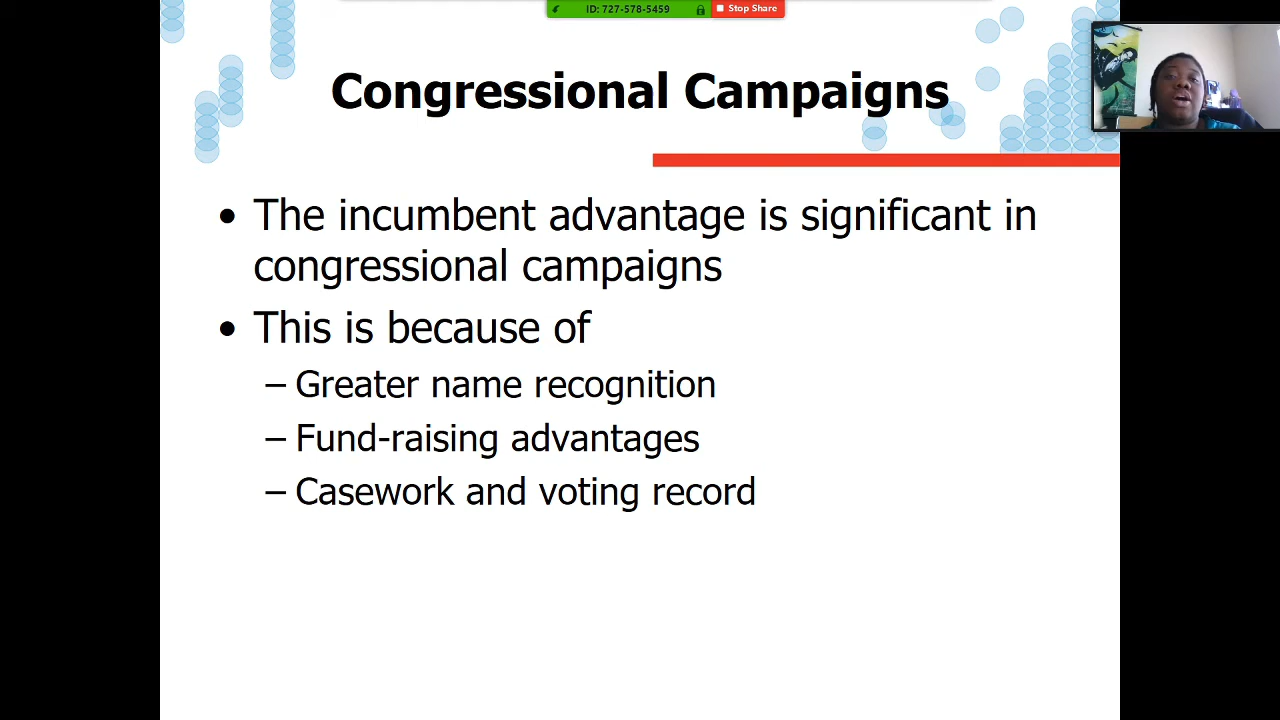 ID: 727-578-5459
Stop Share
Congressional Campaigns
• The incumbent advantage is significant in
congressional campaigns
• This is because of
– Greater name recognition
– Fund-raising advantages
– Casework and voting record